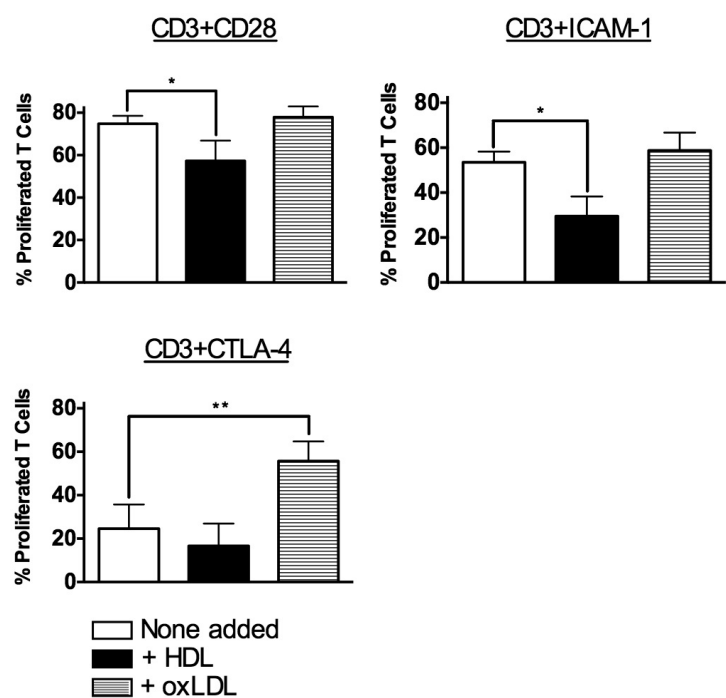 CD3+CD28
% Proliferated T Cells
80
60
40
20
0
*
CD3+ICAM-1
% Proliferated T Cells
80
60
40
20
0
*
CD3+CTLA-4
% Proliferated T Cells
80
60
40
20
0
**
None added
+ HDL
+ oxLDL